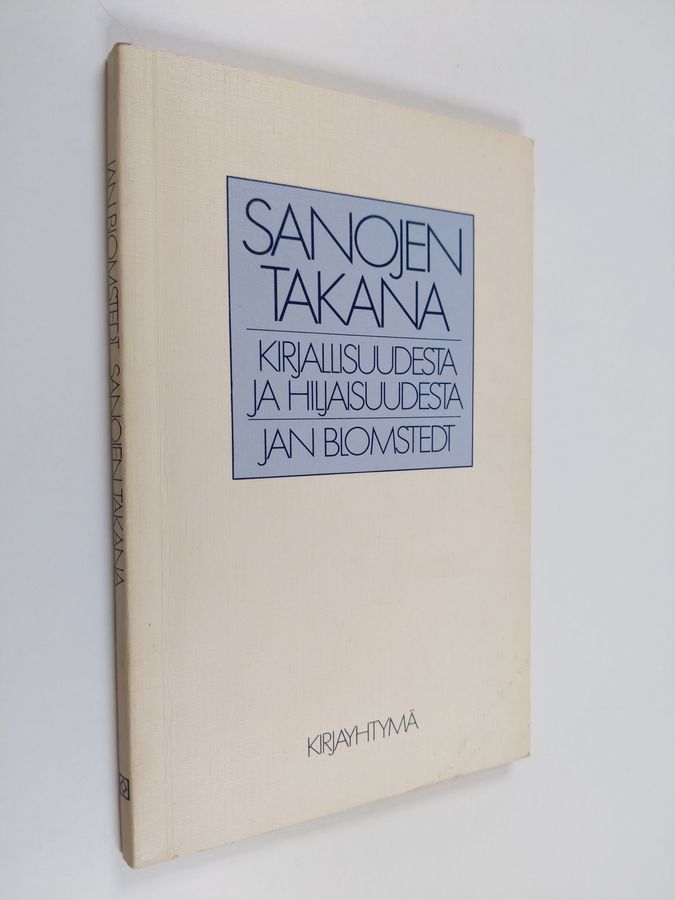 SANOJEN
TAKANA
KIRJALLISUUDESTA
JA HILJAISUUDESTA
JAN BLOMSTEDT
KIRJAYHTYMÄ
JAN BLOMSTEDT SANOJEN TAKANA